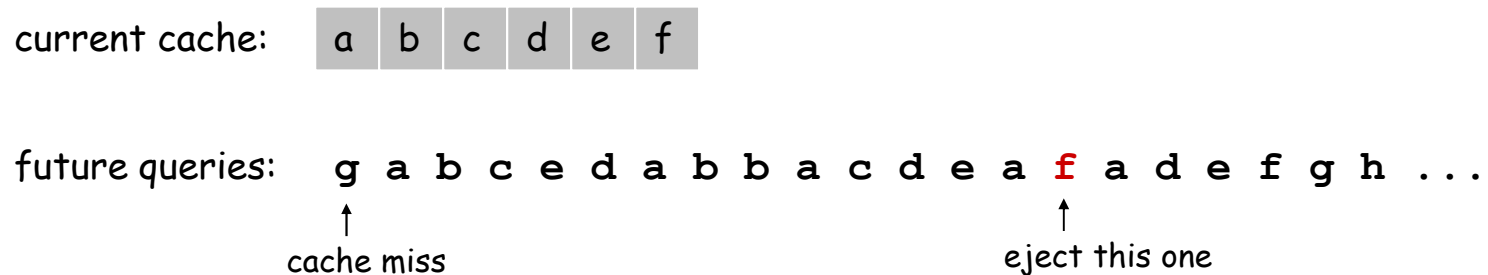 current cache: a b c d e f
future queries: g a b c e d a b b a c d e a f a d e f g h ...
cache miss eject this one